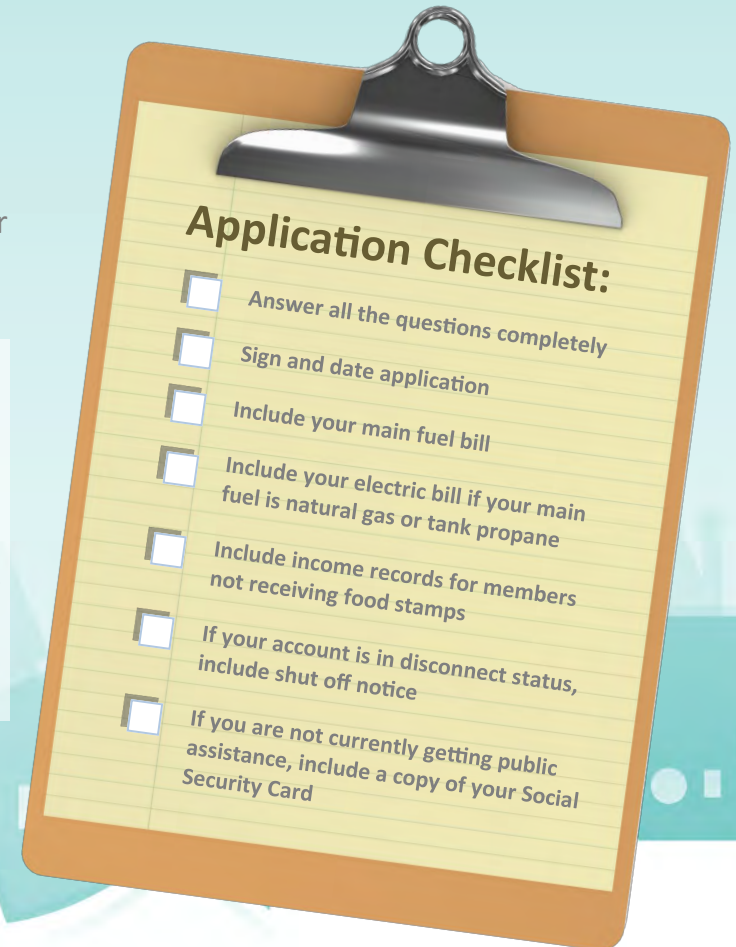 Application Checklist:
Answer all the questions completely
Sign and date application
Include your main fuel bill
Include your electric bill if your main
fuel is natural gas or tank propane
Include income records for members
not receiving food stamps
If your account is in disconnect status,
include shut off notice
If you are not currently getting public
assistance, include a copy of your Social
Security Card